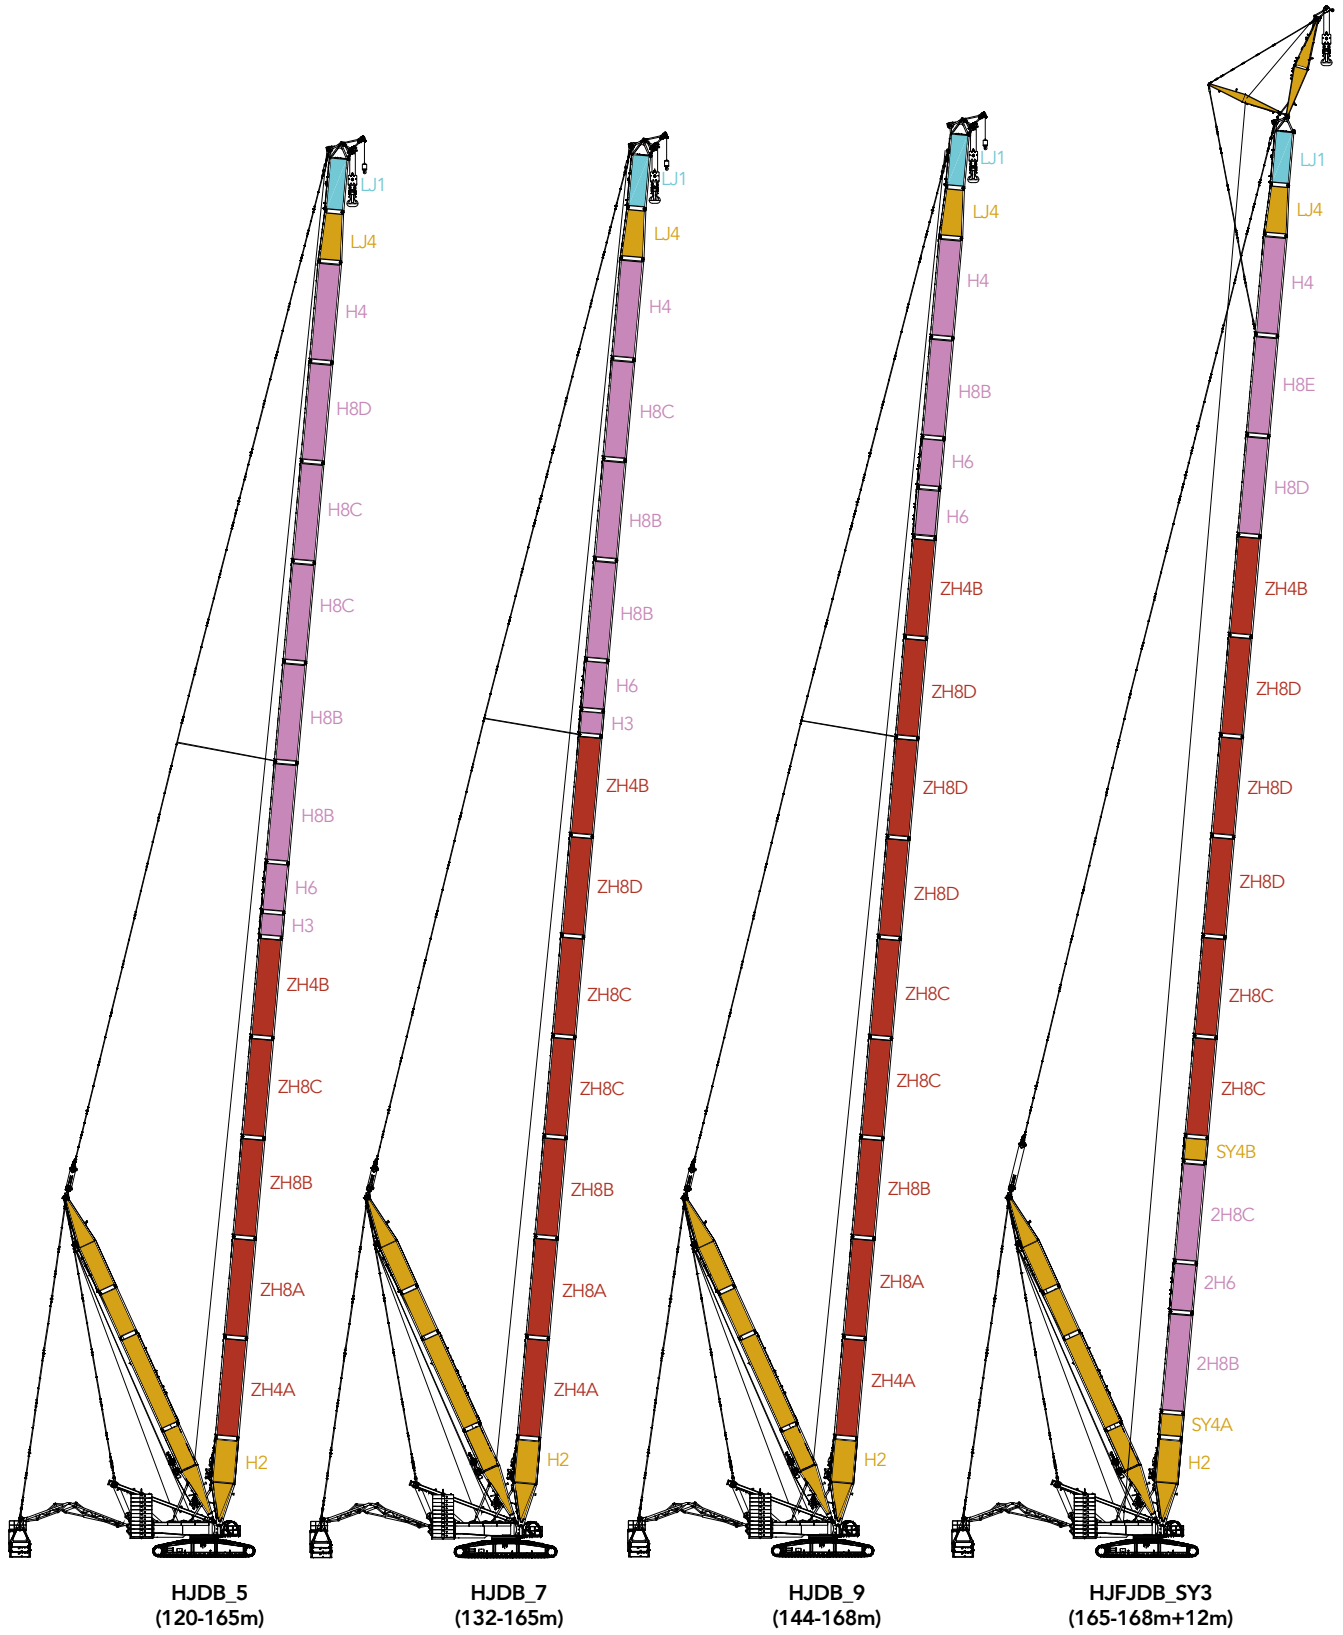 LJ1
LJ4
H4
H8D
H8C
H8C
H8B
H8B
H6
H3
ZH4B
ZH8C
ZH8B
ZH8A
ZH4A
H2
HJDB_5
(120-165m)
LJ1
LJ4
H4
H8C
H8B
H8B
H6
H3
ZH4B
ZH8D
ZH8C
ZH8C
ZH8B
ZH8A
ZH4A
H2
HJDB_7
(132-165m)
LJ1
LJ4
H4
H8B
H6
H6
ZH4B
ZH8D
ZH8D
ZH8D
ZH8C
ZH8C
ZH8B
ZH8A
ZH4A
H2
HJDB_9
(144-168m)
LJ1
LJ4
H4
H8E
H8D
ZH4B
ZH8D
ZH8D
ZH8D
ZH8C
ZH8C
SY4B
2H8C
2H6
2H8B
SY4A
H2
HJFJDB_SY3
(165-168m+12m)